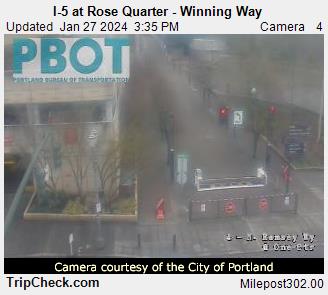 I-5 at Rose Quarter - Winning Way
Updated Jan 27 2024 3:35 PM Camera 4
PBOT
PORTLAND BUREAU OF TRANSPORTATION
Camera courtesy of the City of Portland
TripCheck.com Milepost302.00